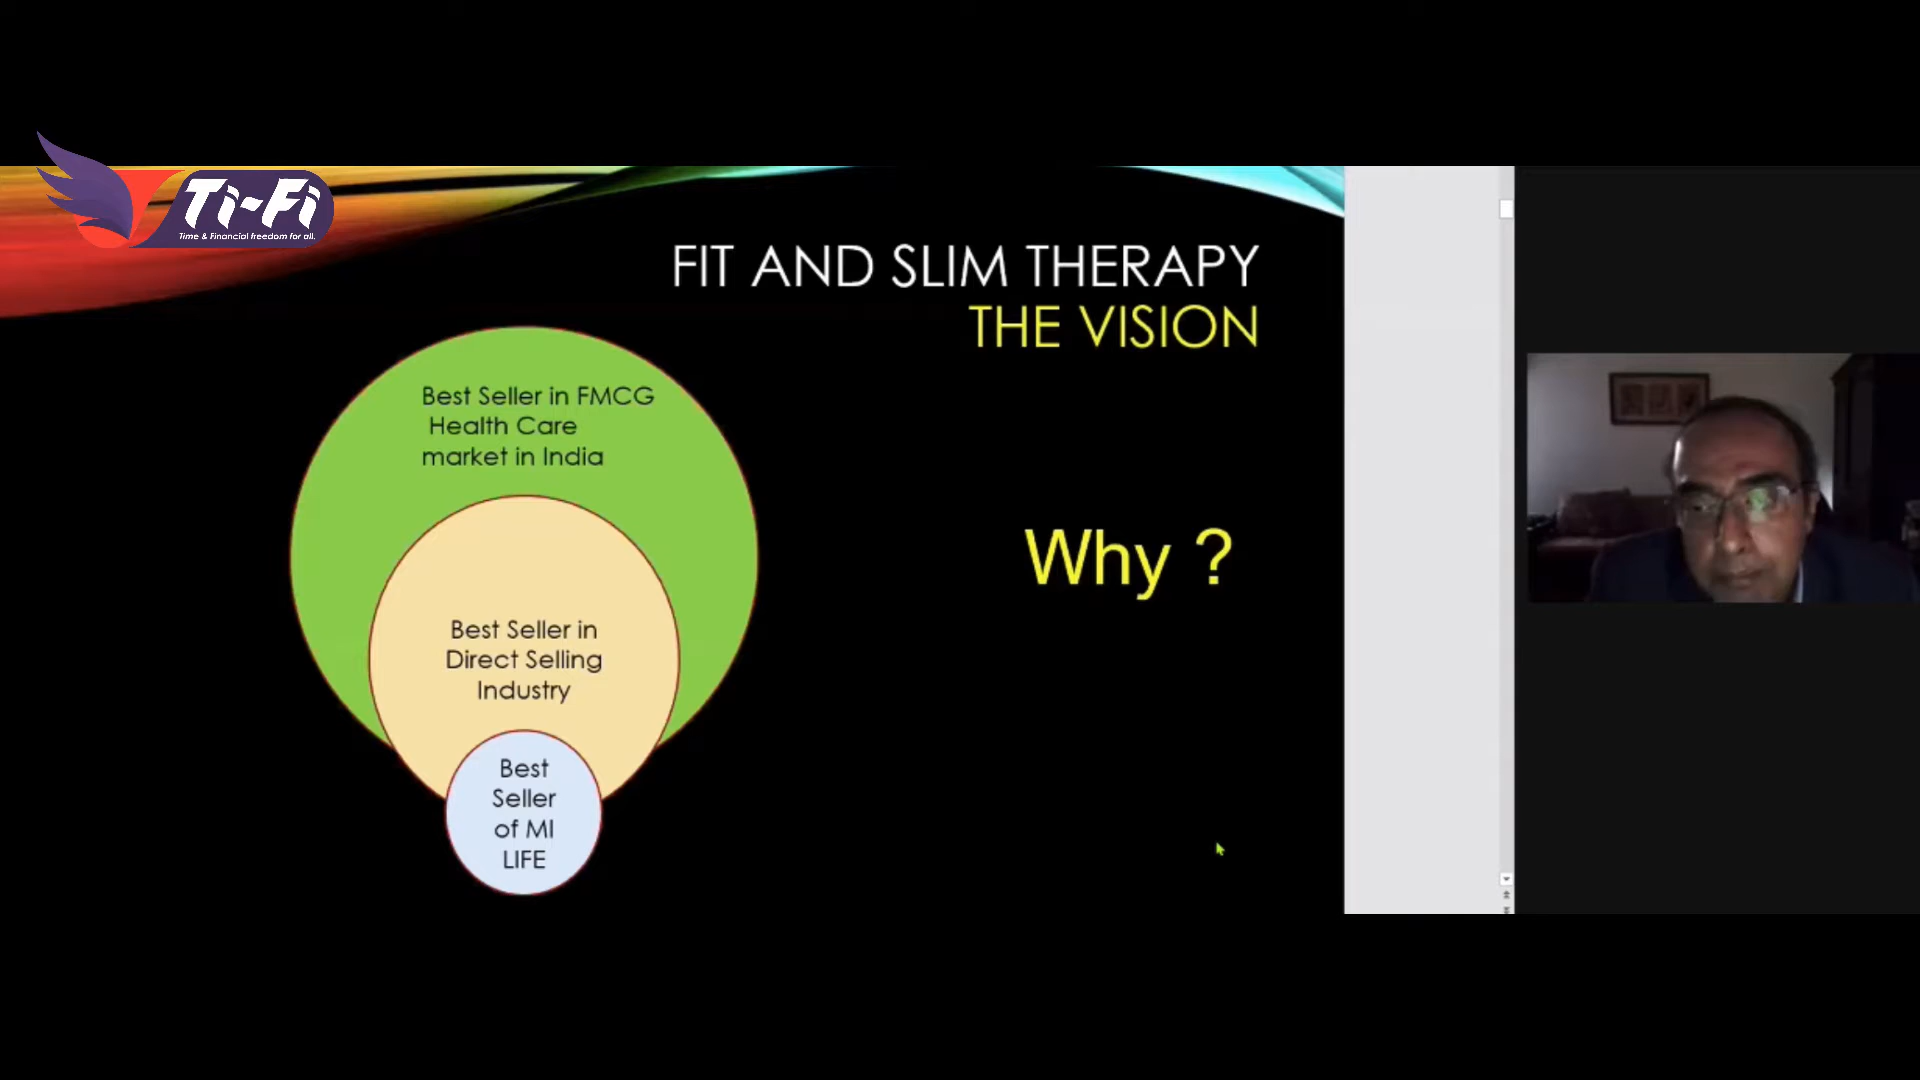 Ti-Fi
Time & Financial freedom for all.
FIT AND SLIM THERAPY
THE VISION
Best Seller in FMCG
Health Care
market in India
Best Seller in
Direct Selling
Industry
Best
Seller
of MI
LIFE
Why ?